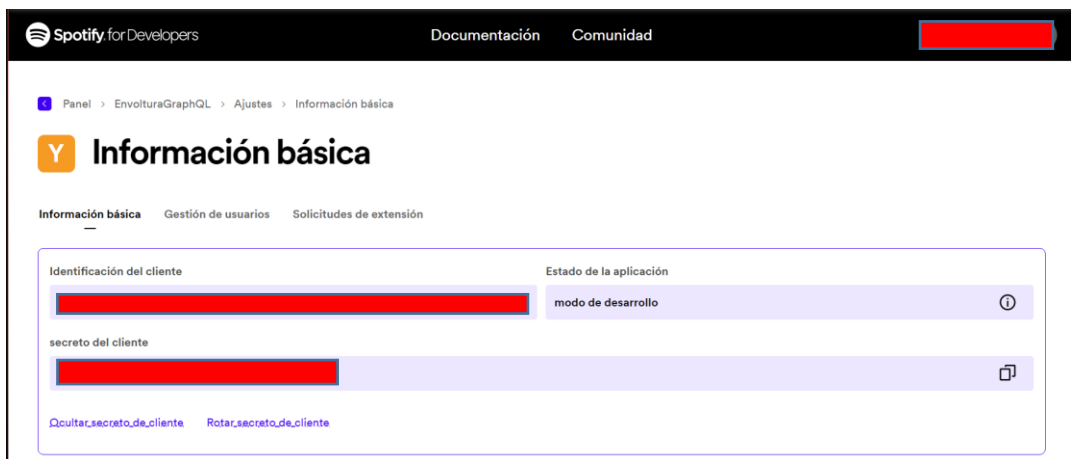 Spotify for Developers Documentación Comunidad
Panel > EnvolturaGraphQL > Ajustes > Información básica
Y Información básica
Información básica Gestión de usuarios Solicitudes de extensión
Identificación del cliente Estado de la aplicación
modo de desarrollo
secreto del cliente
Ocultar secreto de cliente Rotar secreto de cliente